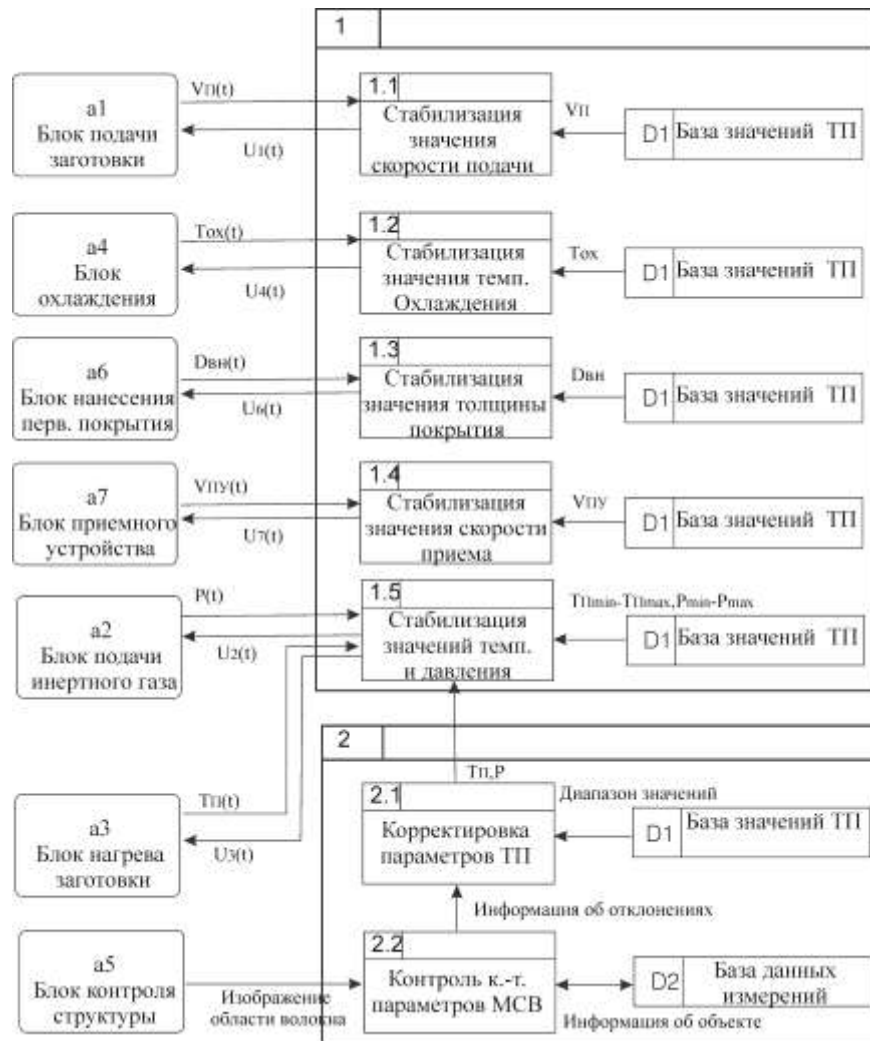 1
a1
Блок подачи
заготовки
VП(t)
U1(t)
1.1
Стабилизация
значения
скорости подачи
VП
D1
База значений ТП
a4
Блок
охлаждения
Tох(t)
U4(t)
1.2
Стабилизация
значения темп.
Охлаждения
Tох
D1
База значений ТП
a6
Блок нанесения
перв. покрытия
Dвн(t)
U6(t)
1.3
Стабилизация
значения толщины
покрытия
Dвн
D1
База значений ТП
a7
Блок приемного
устройства
VПУ(t)
U7(t)
1.4
Стабилизация
значения скорости
приема
VПУ
D1
База значений ТП
a2
Блок подачи
инертного газа
P(t)
U2(t)
1.5
Стабилизация
значений темп.
и давления
TПmin-TПmax,Pmin-Pmax
D1
База значений ТП
2
TП,P
a3
Блок нагрева
заготовки
TП(t)
U3(t)
2.1
Корректировка
параметров ТП
Диапазон значений
D1
База значений ТП
Информация об отклонениях
a5
Блок контроля
структуры
Изображение
области волокна
2.2
Контроль к.-т.
параметров МСВ
D2
База данных
измерений
Информация об объекте